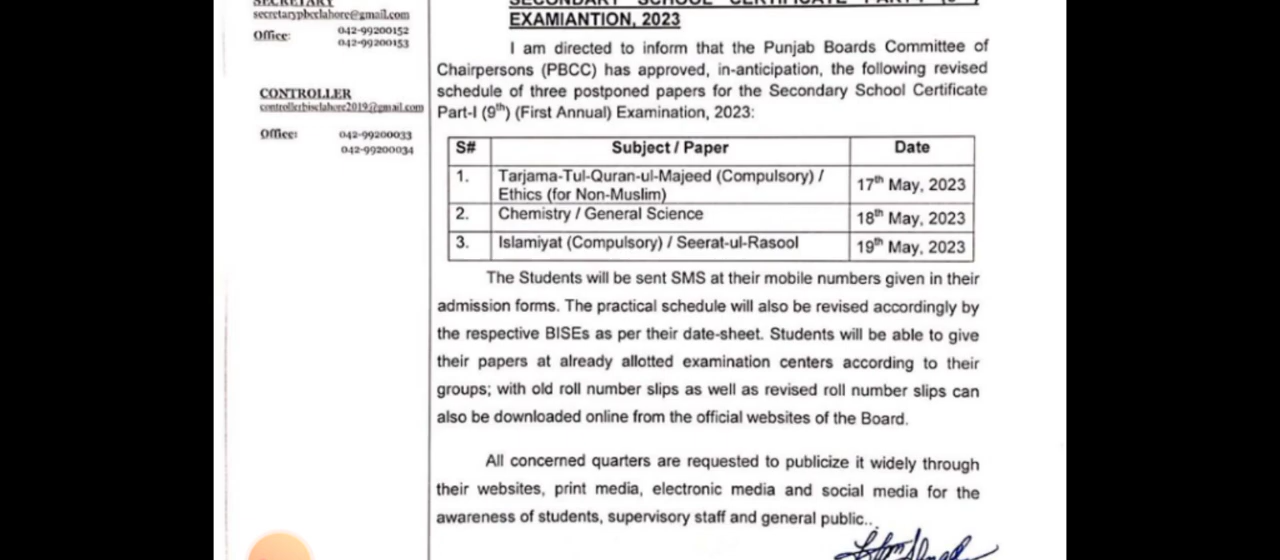 SECRETARY
secretarypbcclahore@gmail.com
Office: 042-99200152
042-99200153
CONTROLLER
controllerbiselahore2019@gmail.com
Office: 042-99200033
042-99200034
SECONDARY SCHOOL CERTIFICATE PART-I
EXAMIANTION, 2023
I am directed to inform that the Punjab Boards Committee of
Chairpersons (PBCC) has approved, in-anticipation, the following revised
schedule of three postponed papers for the Secondary School Certificate
Part-I (9th) (First Annual) Examination, 2023:
S# Subject / Paper Date
1. Tarjama-Tul-Quran-ul-Majeed (Compulsory) /
Ethics (for Non-Muslim) 17th May, 2023
2. Chemistry / General Science 18th May, 2023
3. Islamiyat (Compulsory) / Seerat-ul-Rasool 19th May, 2023
The Students will be sent SMS at their mobile numbers given in their
admission forms. The practical schedule will also be revised accordingly by
the respective BISEs as per their date-sheet. Students will be able to give
their papers at already allotted examination centers according to their
groups; with old roll number slips as well as revised roll number slips can
also be downloaded online from the official websites of the Board.
All concerned quarters are requested to publicize it widely through
their websites, print media, electronic media and social media for the
awareness of students, supervisory staff and general public..